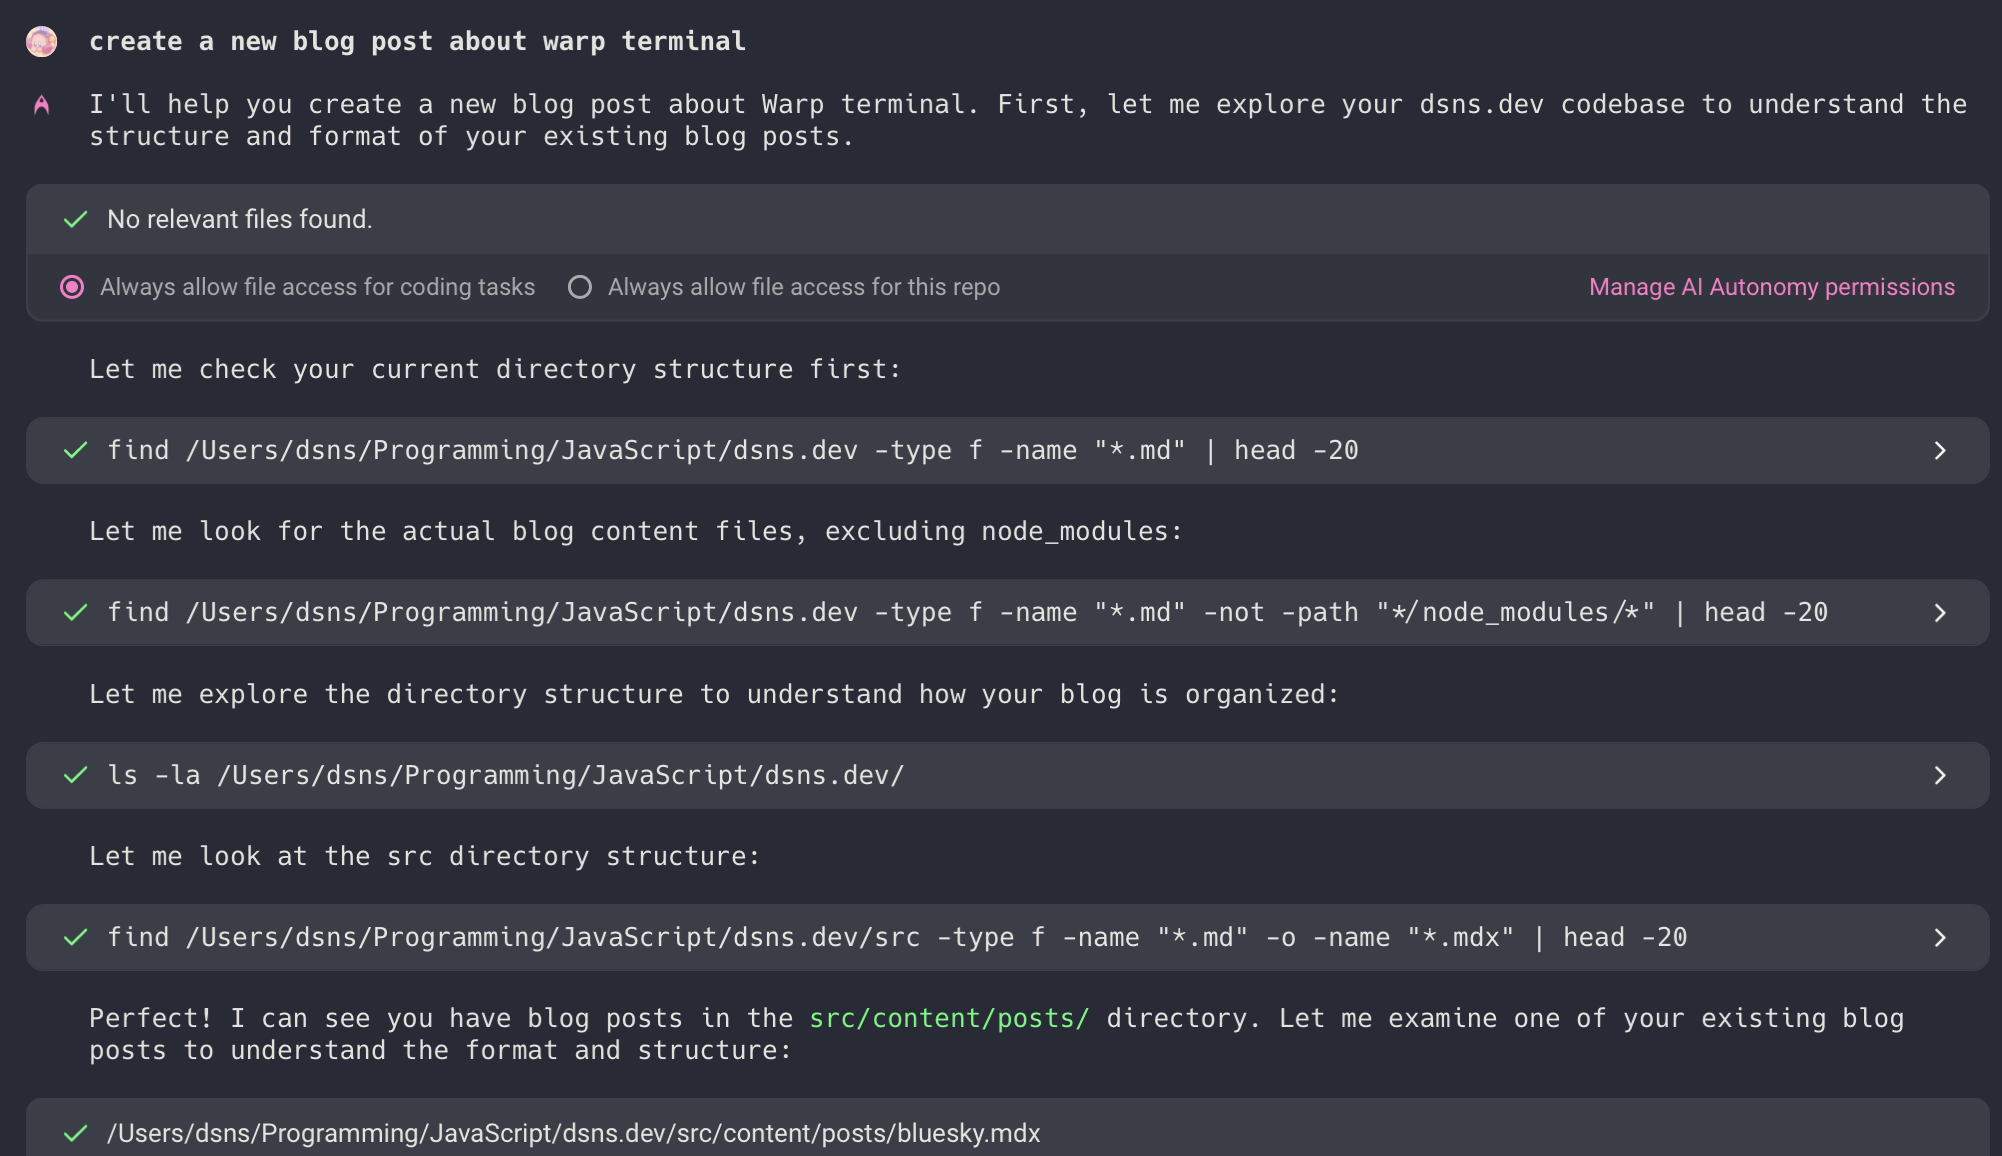 create a new blog post about warp terminal
I'll help you create a new blog post about Warp terminal. First, let me explore your dsns.dev codebase to understand the
structure and format of your existing blog posts.
No relevant files found.
Always allow file access for coding tasks Always allow file access for this repo Manage AI Autonomy permissions
Let me check your current directory structure first:
find /Users/dsns/Programming/JavaScript/dsns.dev -type f -name "*.md" | head -20
Let me look for the actual blog content files, excluding node_modules:
find /Users/dsns/Programming/JavaScript/dsns.dev -type f -name "*.md" -not -path "*/node_modules/*" | head -20
Let me explore the directory structure to understand how your blog is organized:
ls -la /Users/dsns/Programming/JavaScript/dsns.dev/
Let me look at the src directory structure:
find /Users/dsns/Programming/JavaScript/dsns.dev/src -type f -name "*.md" -o -name "*.mdx" | head -20
Perfect! I can see you have blog posts in the src/content/posts/ directory. Let me examine one of your existing blog
posts to understand the format and structure:
/Users/dsns/Programming/JavaScript/dsns.dev/src/content/posts/bluesky.mdx